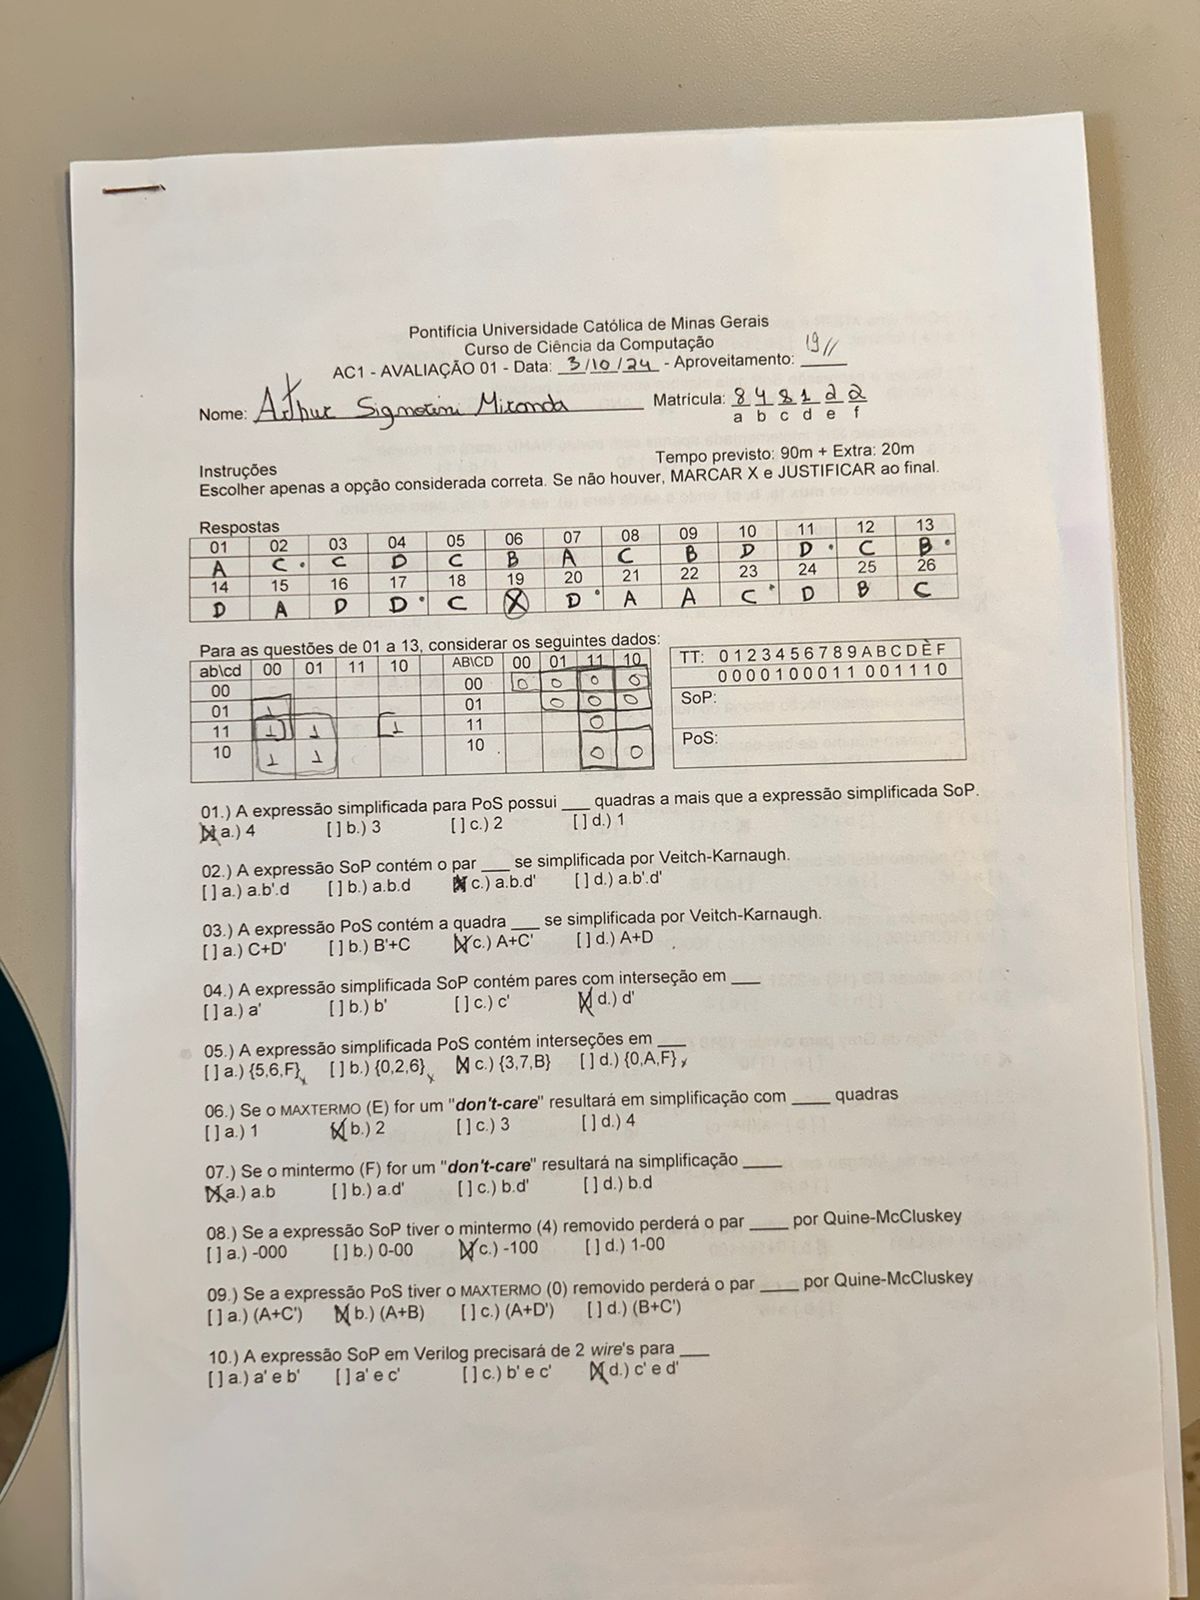 Pontifícia Universidade Católica de Minas Gerais
Curso de Ciência da Computação
AC1 - AVALIAÇÃO 01 - Data: 3/10/24 - Aproveitamento: 19//
Nome: Arthur Signorini Miranda Matrícula: 8 4 8 1 2 2
a b c d e f
Instruções Tempo previsto: 90m + Extra: 20m
Escolher apenas a opção considerada correta. Se não houver, MARCAR X e JUSTIFICAR ao final.
Respostas
01 02 03 04 05 06 07 08 09 10 11 12 13
A C C D C B A C B D D C B
14 15 16 17 18 19 20 21 22 23 24 25 26
D A D D C X D A A C D B C
Para as questões de 01 a 13, considerar os seguintes dados:
ab\cd 00 01 11 10 AB\CD 00 01 11 10 TT: 0 1 2 3 4 5 6 7 8 9 A B C D E F
00 00 0 0 0 0 0 0 0 0 1 0 0 0 1 1 0 0 1 1 1 0
01 1 01 0 0 0 SoP:
11 1 1 1 11 0
10 1 1 10 0 0 PoS:
01.) A expressão simplificada para PoS possui ___ quadras a mais que a expressão simplificada SoP.
[X] a.) 4 [ ] b.) 3 [ ] c.) 2 [ ] d.) 1
02.) A expressão SoP contém o par ___ se simplificada por Veitch-Karnaugh.
[ ] a.) a.b'.d [ ] b.) a.b.d [X] c.) a.b.d' [ ] d.) a.b'.d'
03.) A expressão PoS contém a quadra ___ se simplificada por Veitch-Karnaugh.
[ ] a.) C+D' [ ] b.) B'+C [X] c.) A+C' [ ] d.) A+D
04.) A expressão simplificada SoP contém pares com interseção em ___
[ ] a.) a' [ ] b.) b' [ ] c.) c' [X] d.) d'
05.) A expressão simplificada PoS contém interseções em ___
[ ] a.) {5,6,F} x [ ] b.) {0,2,6} x [X] c.) {3,7,B} [ ] d.) {0,A,F} x
06.) Se o MAXTERMO (E) for um "don't-care" resultará em simplificação com ____ quadras
[ ] a.) 1 [X] b.) 2 [ ] c.) 3 [ ] d.) 4
07.) Se o mintermo (F) for um "don't-care" resultará na simplificação ____
[X] a.) a.b [ ] b.) a.d' [ ] c.) b.d' [ ] d.) b.d
08.) Se a expressão SoP tiver o mintermo (4) removido perderá o par ____ por Quine-McCluskey
[ ] a.) -000 [ ] b.) 0-00 [X] c.) -100 [ ] d.) 1-00
09.) Se a expressão PoS tiver o MAXTERMO (0) removido perderá o par ____ por Quine-McCluskey
[ ] a.) (A+C') [X] b.) (A+B) [ ] c.) (A+D') [ ] d.) (B+C')
10.) A expressão SoP em Verilog precisará de 2 wire's para ___
[ ] a.) a' e b' [ ] a' e c' [ ] c.) b' e c' [X] d.) c' e d'